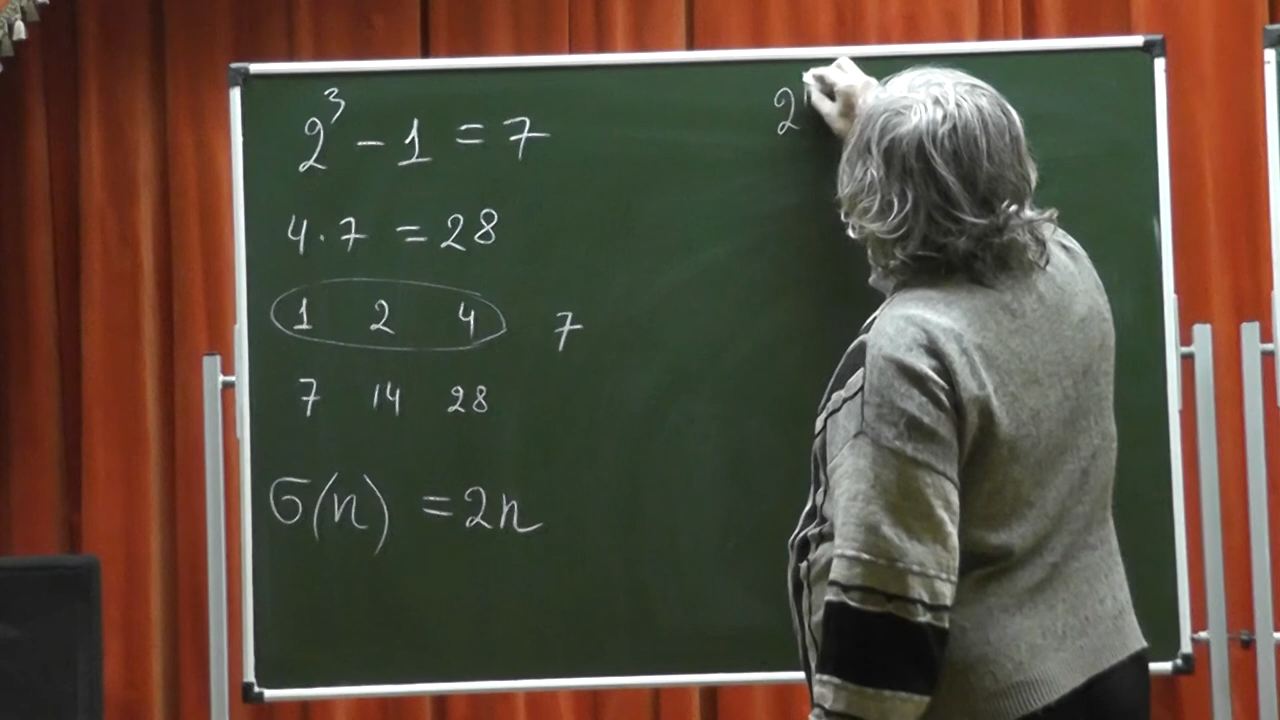 2³ - 1 = 7
4 · 7 = 28
1 2 4 7
7 14 28
σ(n) = 2n
2